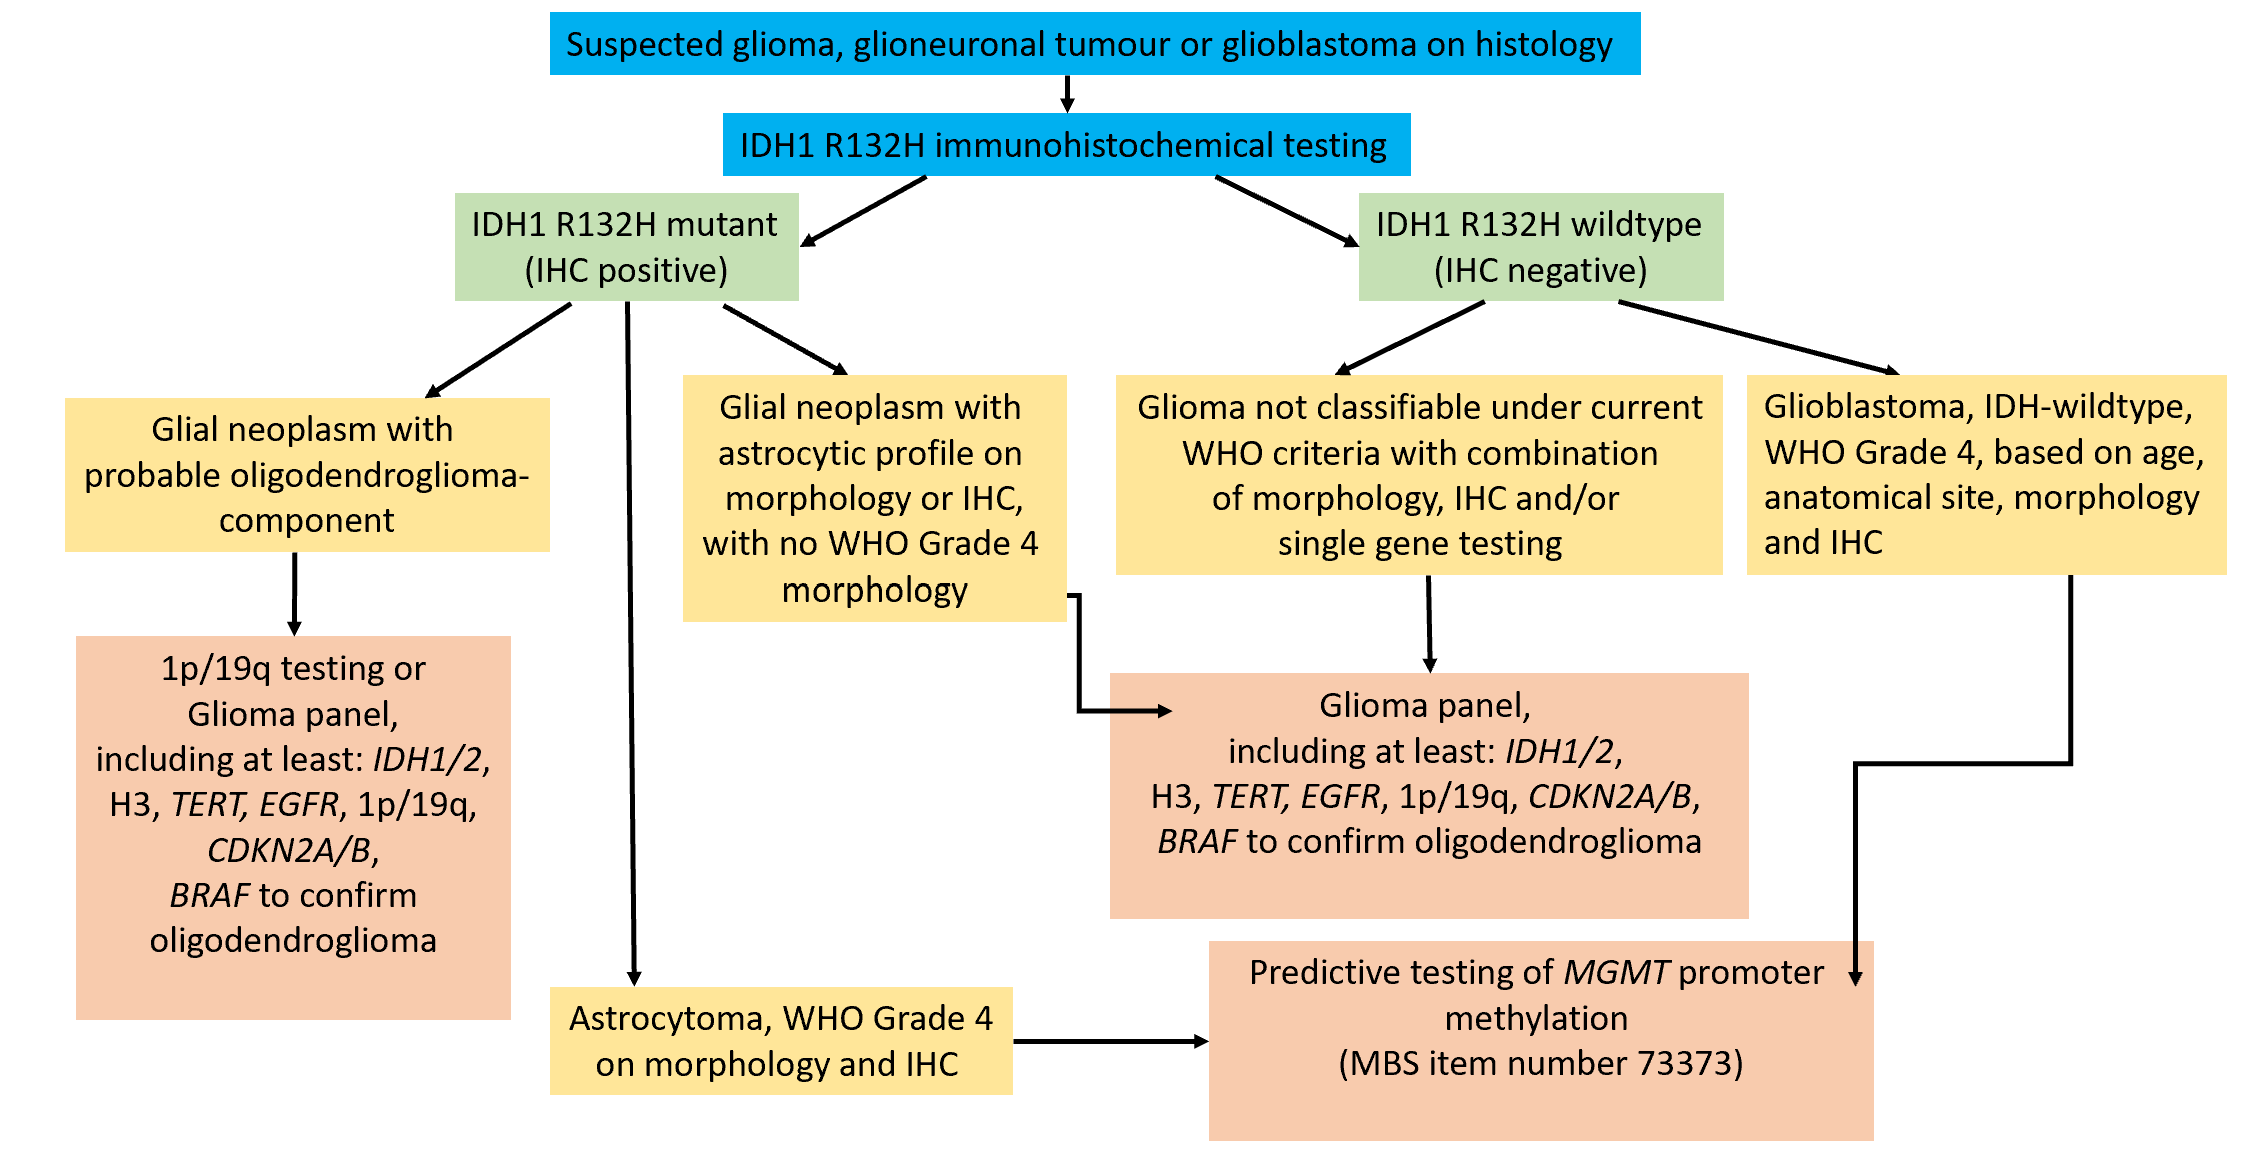 Suspected glioma, glioneuronal tumour or glioblastoma on histology
IDH1 R132H immunohistochemical testing
IDH1 R132H mutant
(IHC positive)
IDH1 R132H wildtype
(IHC negative)
Glial neoplasm with
probable oligodendroglioma-
component
Glial neoplasm with
astrocytic profile on
morphology or IHC,
with no WHO Grade 4
morphology
Glioma not classifiable under current
WHO criteria with combination
of morphology, IHC and/or
single gene testing
Glioblastoma, IDH-wildtype,
WHO Grade 4, based on age,
anatomical site, morphology
and IHC
1p/19q testing or
Glioma panel,
including at least: IDH1/2,
H3, TERT, EGFR, 1p/19q,
CDKN2A/B,
BRAF to confirm
oligodendroglioma
Glioma panel,
including at least: IDH1/2,
H3, TERT, EGFR, 1p/19q, CDKN2A/B,
BRAF to confirm oligodendroglioma
Astrocytoma, WHO Grade 4
on morphology and IHC
Predictive testing of MGMT promoter
methylation
(MBS item number 73373)